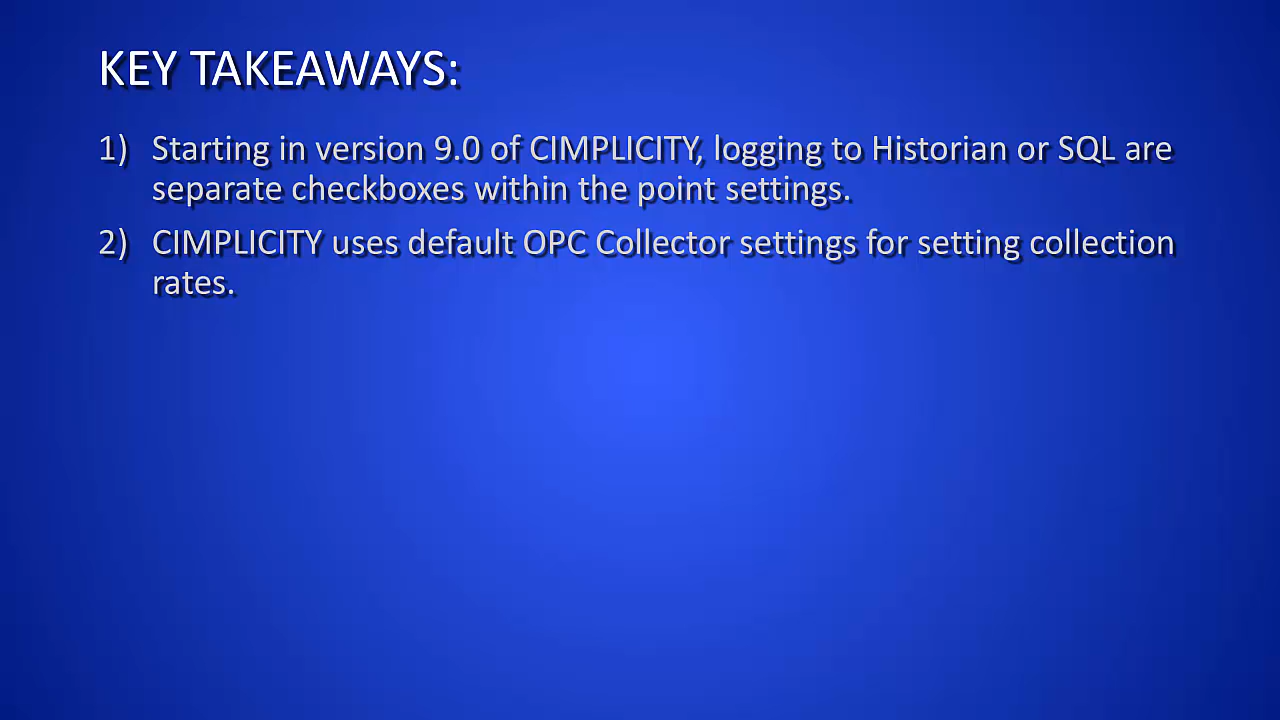 KEY TAKEAWAYS:
1) Starting in version 9.0 of CIMPLICITY, logging to Historian or SQL are
separate checkboxes within the point settings.
2) CIMPLICITY uses default OPC Collector settings for setting collection
rates.